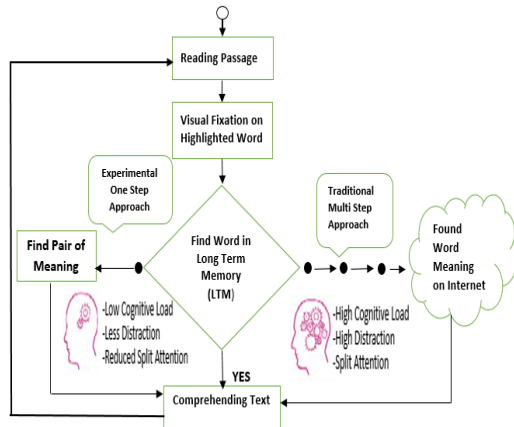 Reading Passage
Visual Fixation on
Highlighted Word
Experimental
One Step
Approach
Traditional
Multi Step
Approach
Find Word in
Long Term
Memory
(LTM)
Find Pair of
Meaning
Found
Word
Meaning
on Internet
-Low Cognitive Load
-Less Distraction
-Reduced Split Attention
-High Cognitive Load
-High Distraction
-Split Attention
YES
Comprehending Text